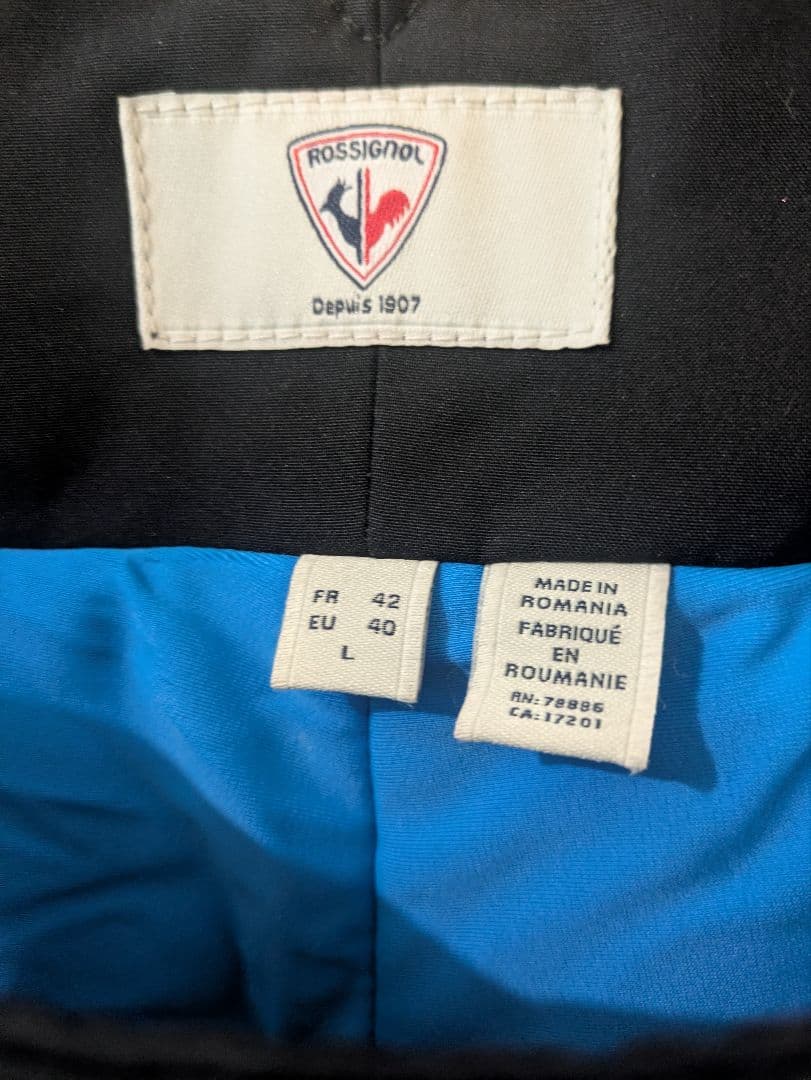 ROSSIGNOL
Depuis 1907
FR 42
EU 40
L
MADE IN
ROMANIA
FABRIQUÉ
EN
ROUMANIE
RN: 78886
CA: 17201